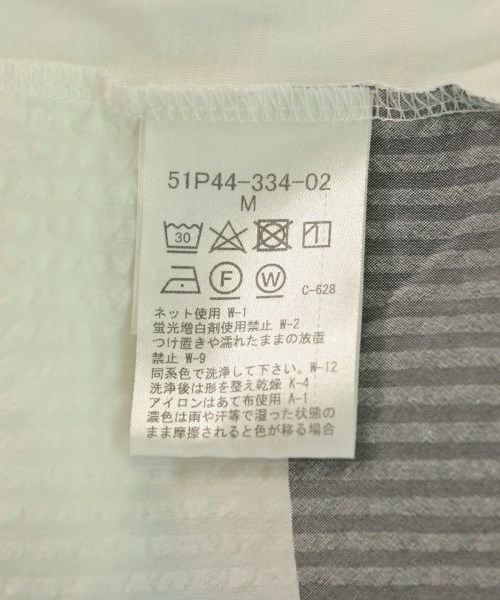 51P44-334-02
M
30
F W C-628
ネット使用 W-1
蛍光増白剤使用禁止 W-2
つけ置きや濡れたままの放置
禁止 W-9
同系色で洗浄して下さい。W-12
洗浄後は形を整え乾燥 K-4
アイロンはあて布使用 A-1
濃色は雨や汗等で湿った状態の
まま摩擦されると色が移る場合